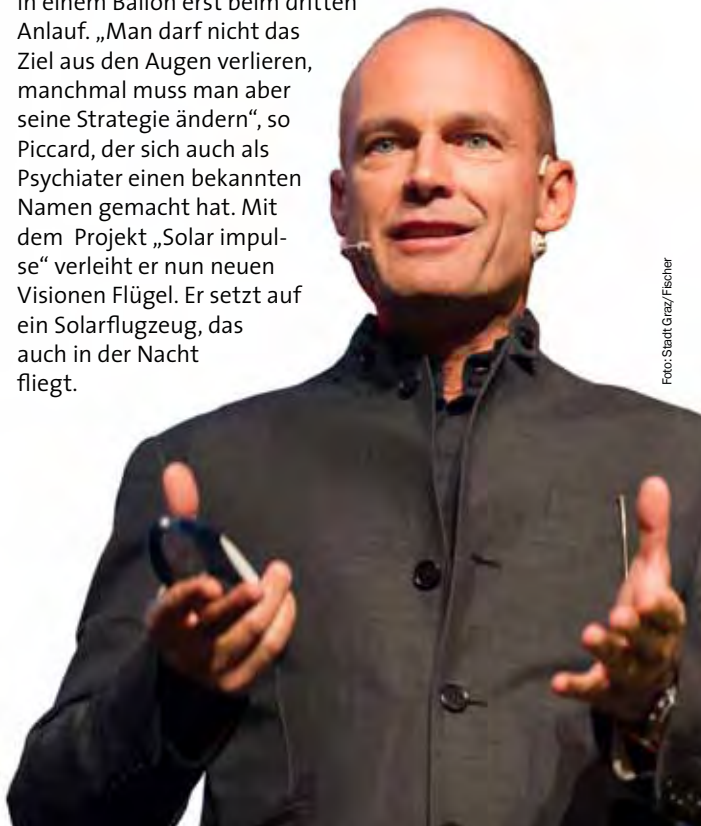 in einem Ballon erst beim dritten
Anlauf. „Man darf nicht das
Ziel aus den Augen verlieren,
manchmal muss man aber
seine Strategie ändern“, so
Piccard, der sich auch als
Psychiater einen bekannten
Namen gemacht hat. Mit
dem Projekt „Solar impul-
se“ verleiht er nun neuen
Visionen Flügel. Er setzt auf
ein Solarflugzeug, das
auch in der Nacht
fliegt.
Foto: Stadt Graz/Fischer